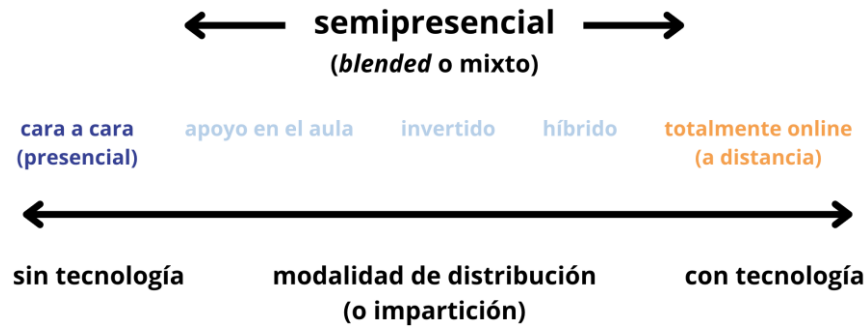 semipresencial
(blended o mixto)
cara a cara
(presencial)
apoyo en el aula
invertido
híbrido
totalmente online
(a distancia)
sin tecnología
modalidad de distribución
(o impartición)
con tecnología